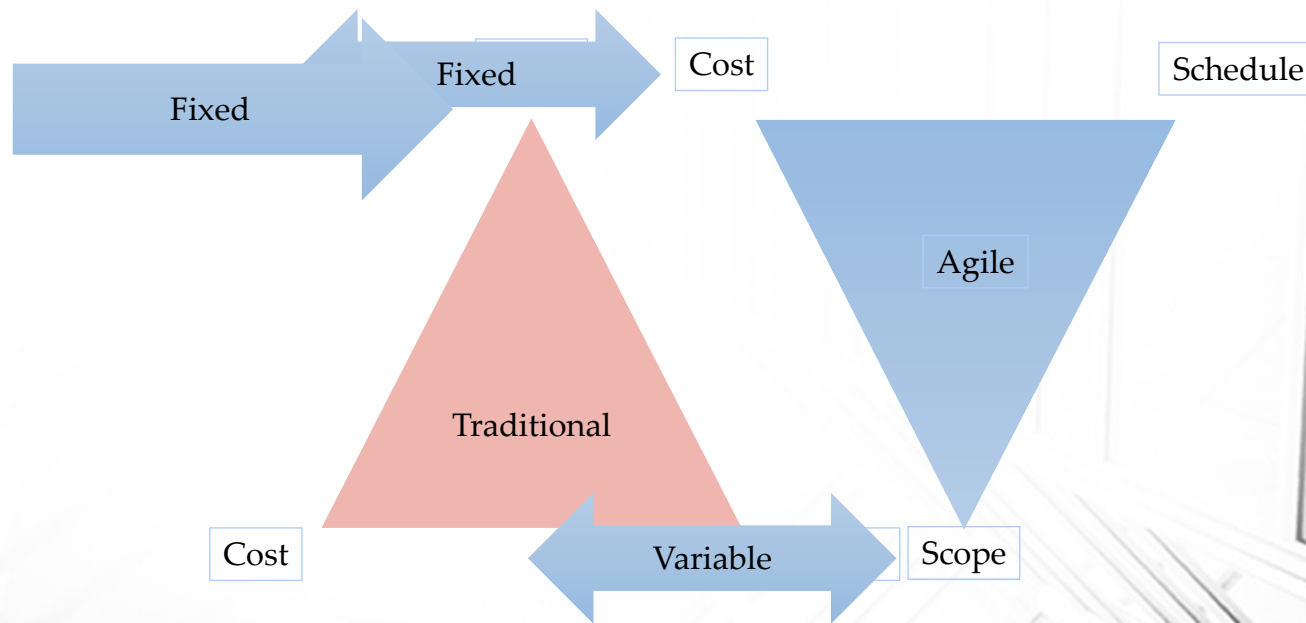 Fixed
Fixed
Cost
Schedule
Agile
Traditional
Cost
Variable
Scope